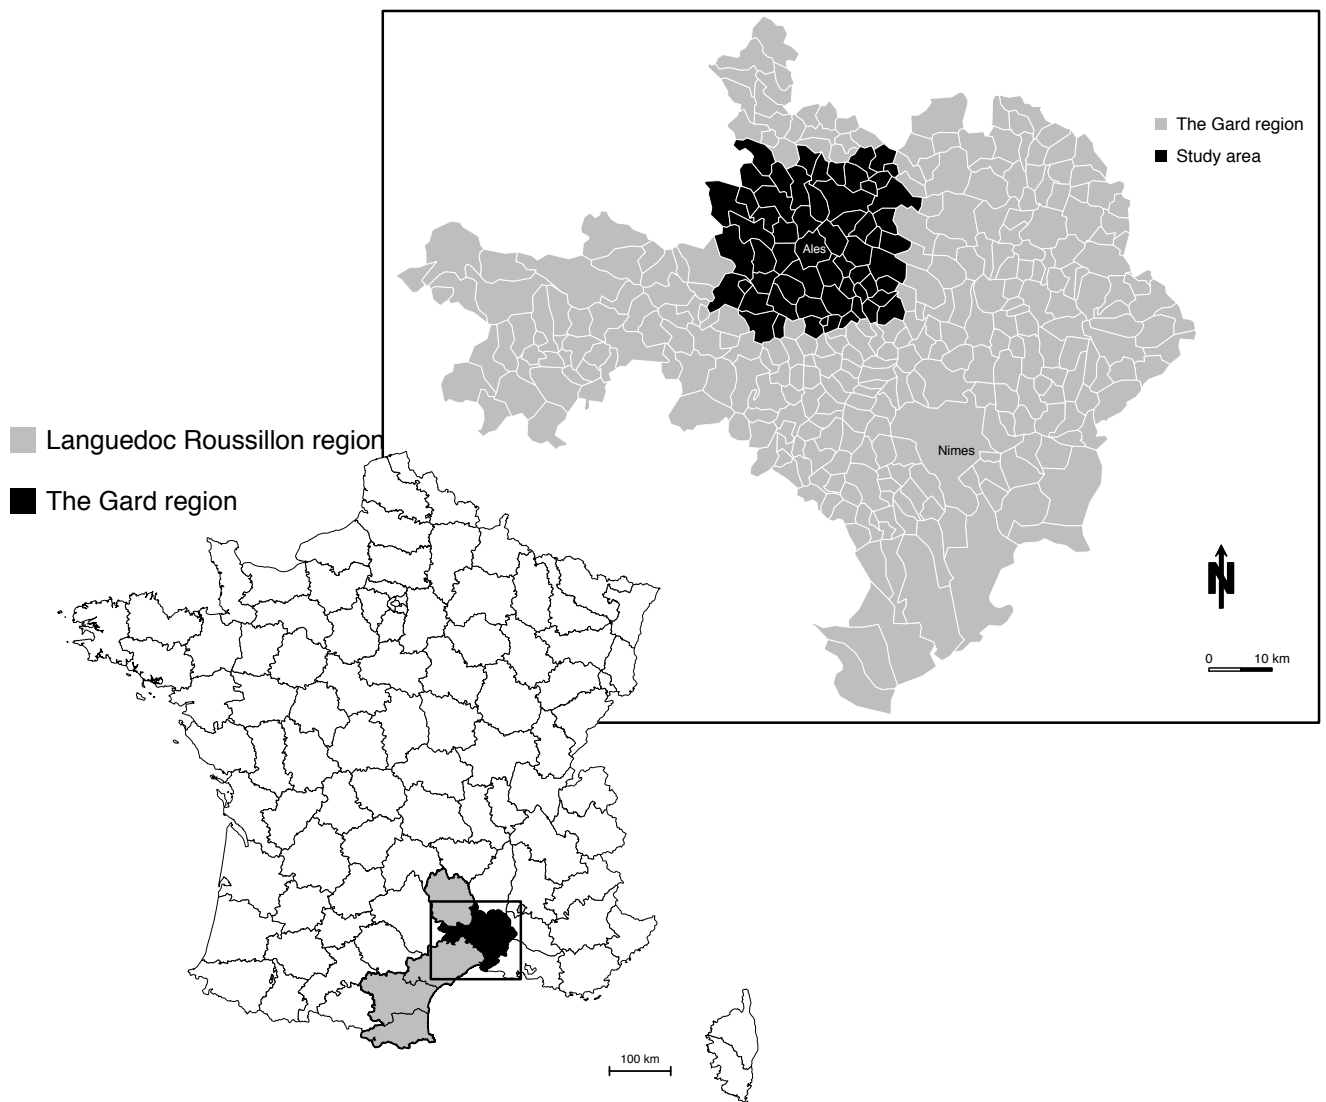 The Gard region
Study area
Ales
Languedoc Roussillon region
Nimes
The Gard region
N
0 10 km
100 km